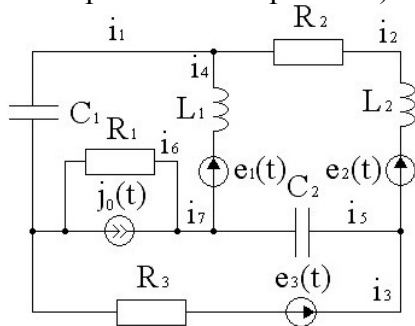 i₁
R₂
i₂
i₄
C₁
L₁
L₂
R₁
i₆
e₁(t)
C₂
e₂(t)
j₀(t)
i₇
i₅
R₃
e₃(t)
i₃